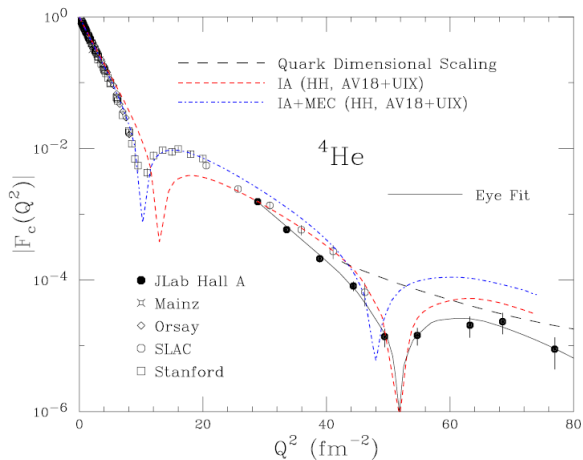 10^0
10^-2
10^-4
10^-6
|F_c(Q^2)|
Quark Dimensional Scaling
IA (HH, AV18+UIX)
IA+MEC (HH, AV18+UIX)
^4He
Eye Fit
JLab Hall A
Mainz
Orsay
SLAC
Stanford
0 20 40 60 80
Q^2 (fm^-2)